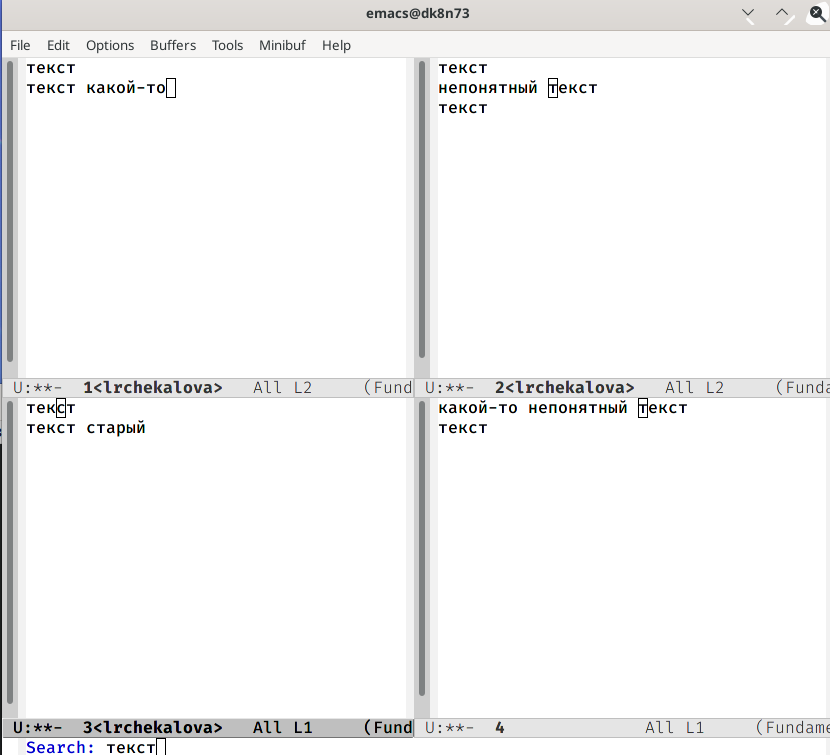 emacs@dk8n73
File Edit Options Buffers Tools Minibuf Help
текст
текст какой-то
U:**- 1<lrchekalova> All L2 (Fund
текст
непонятный текст
текст
U:**- 2<lrchekalova> All L2 (Funda
текст
текст старый
U:**- 3<lrchekalova> All L1 (Fund
какой-то непонятный текст
текст
U:**- 4 All L1 (Fundame
Search: текст